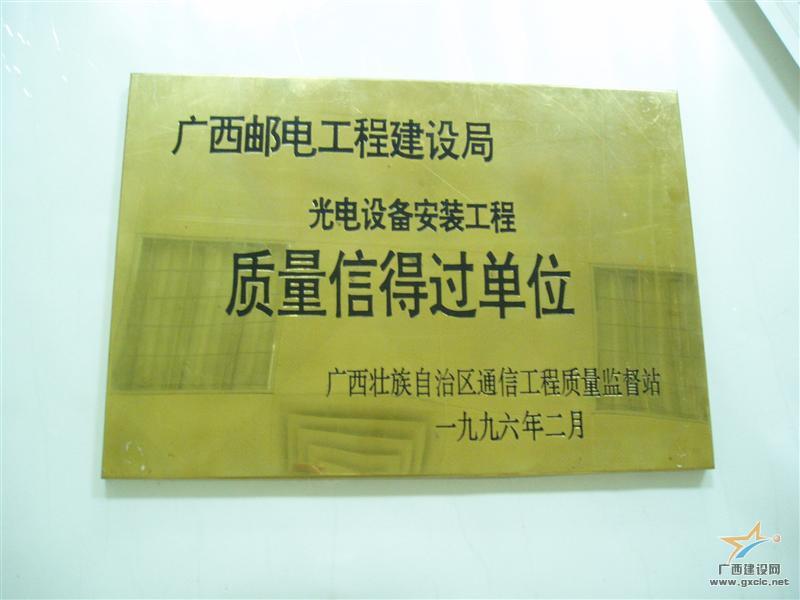 广西邮电工程建设局
光电设备安装工程
质量信得过单位
广西壮族自治区通信工程质量监督站
一九九六年二月
广西建设网
www.gxcic.net